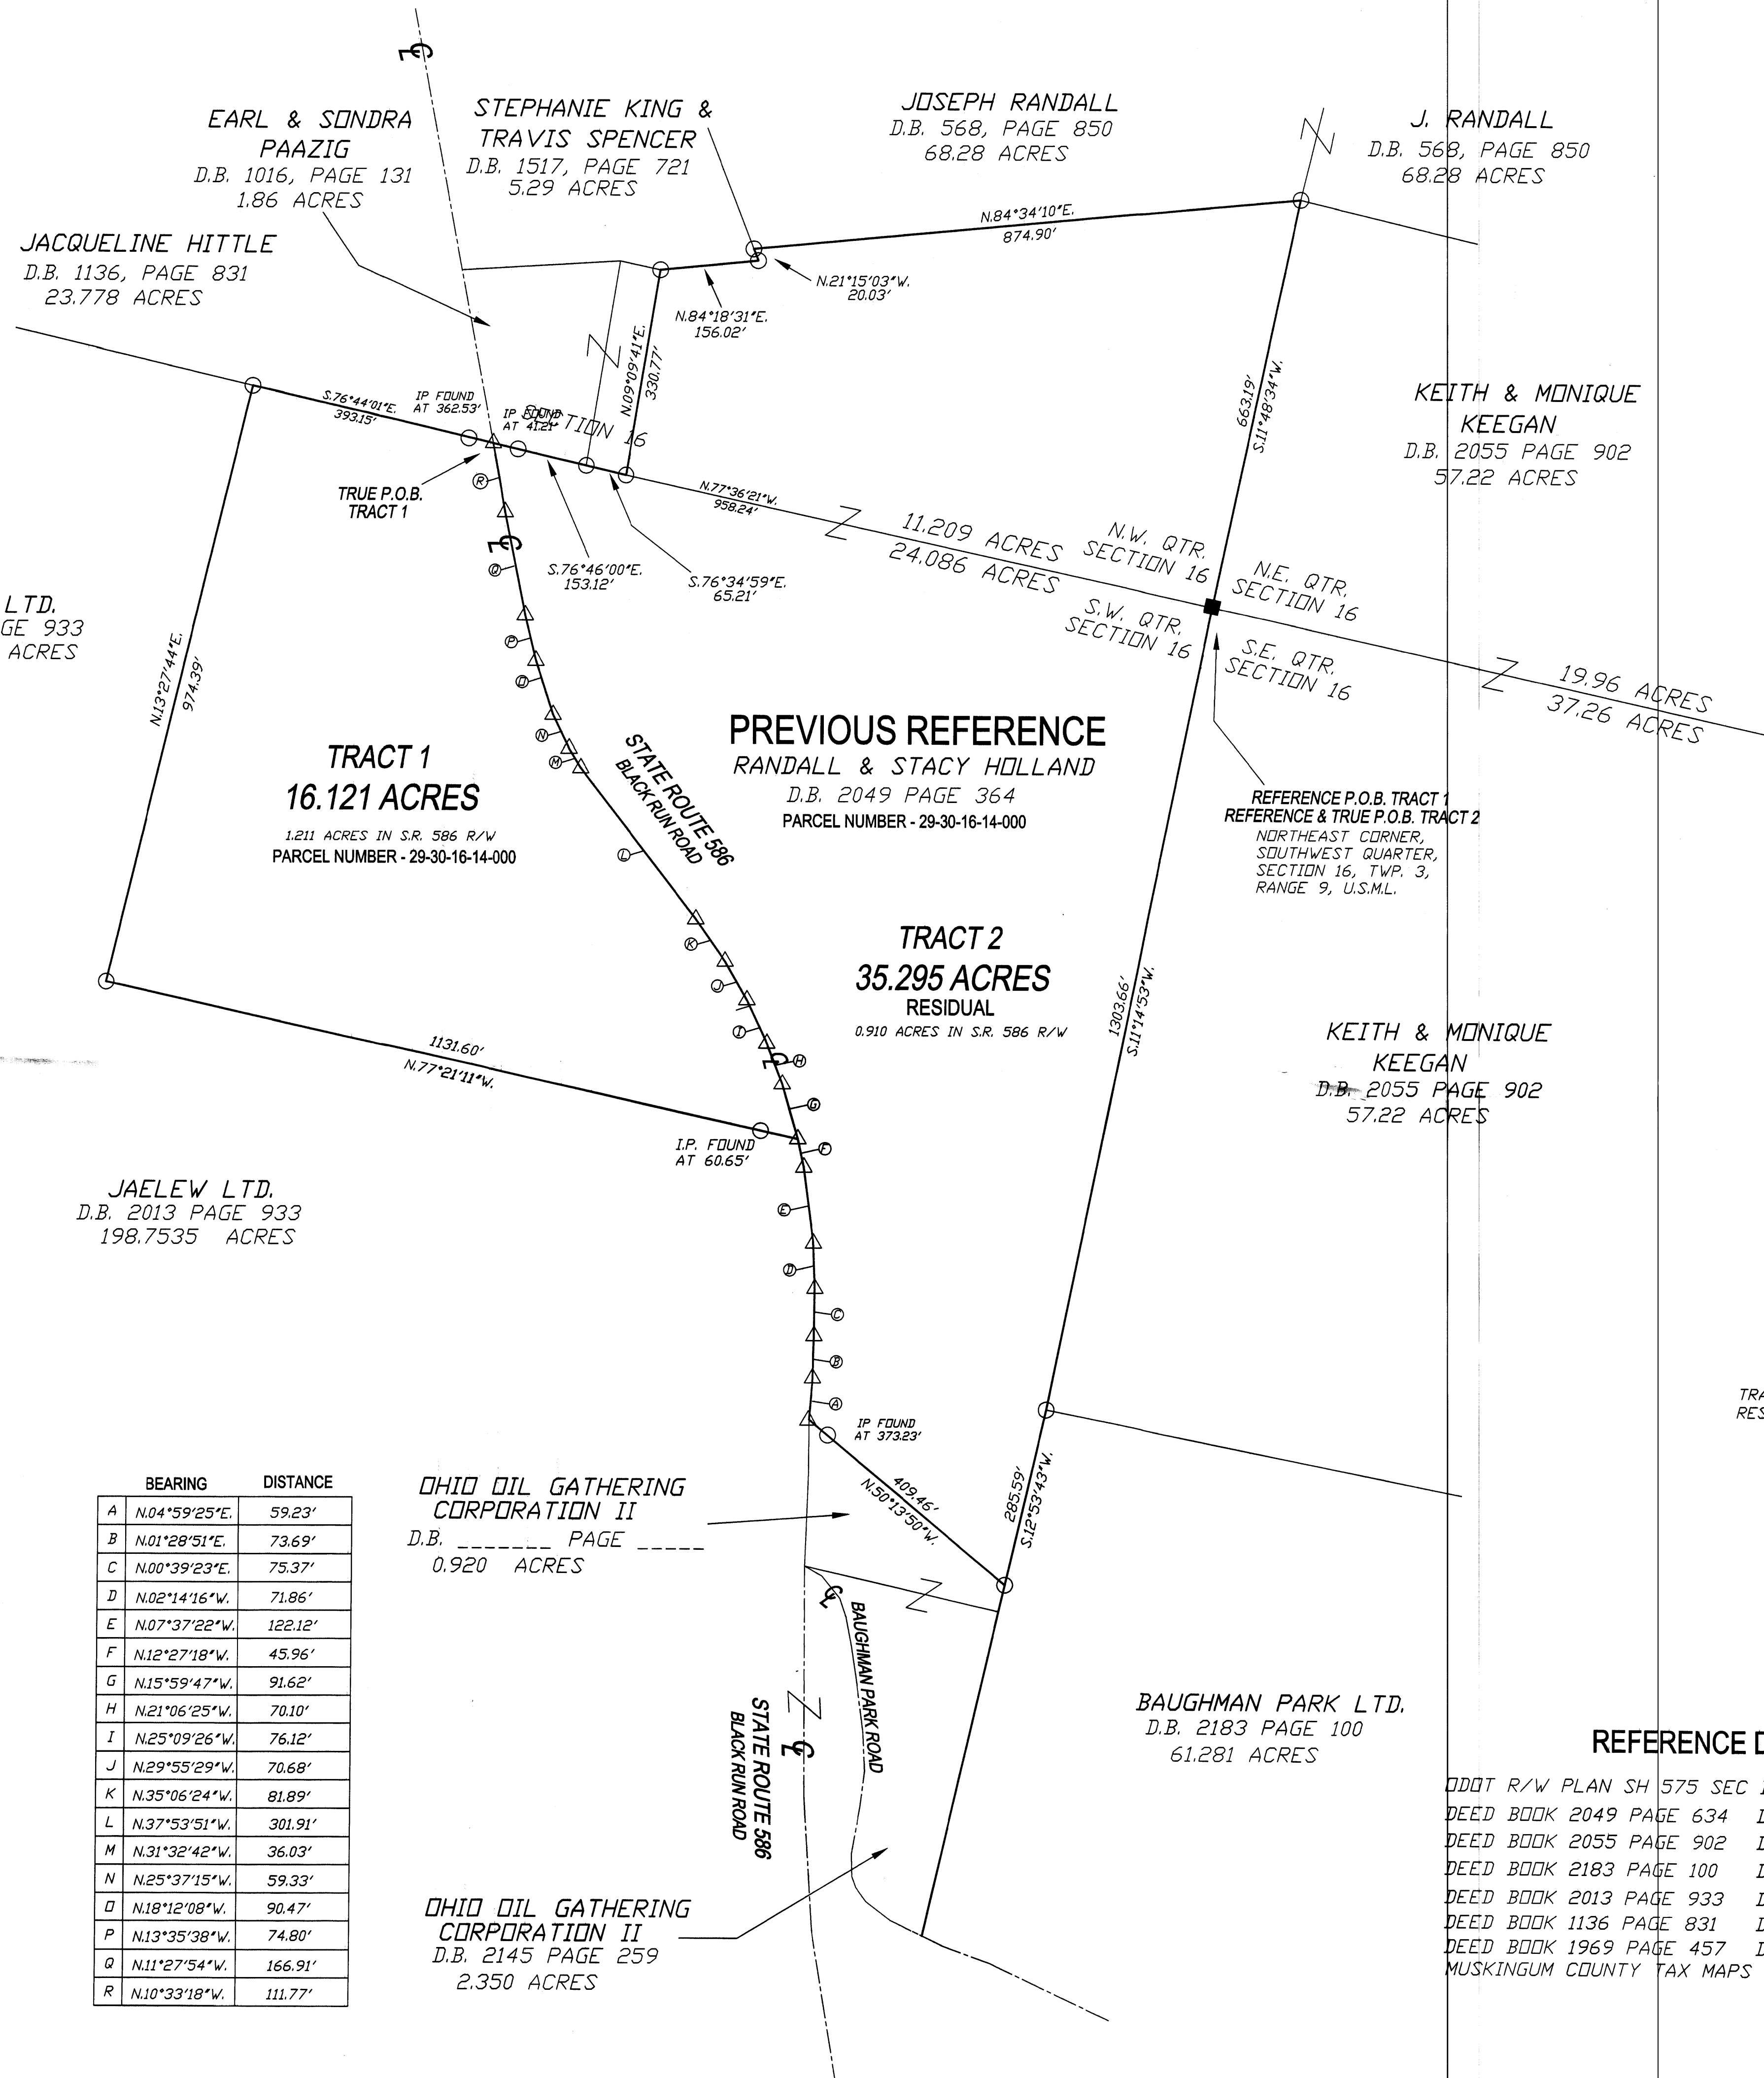 EARL & SONDRA
PAAZIG
D.B. 1016, PAGE 131
1.86 ACRES
STEPHANIE KING &
TRAVIS SPENCER
D.B. 1517, PAGE 721
5.29 ACRES
JOSEPH RANDALL
D.B. 568, PAGE 850
68.28 ACRES
J. RANDALL
D.B. 568, PAGE 850
68.28 ACRES
JACQUELINE HITTLE
D.B. 1136, PAGE 831
23.778 ACRES
N.84°34'10"E.
874.90'
N.21°15'03"W.
20.03'
N.84°18'31"E.
156.02'
N.09°09'41"E.
330.77'
S.76°44'01"E.
393.15'
IP FOUND
AT 362.53'
IP FOUND
AT 41.21'
SECTION 16
663.19'
S.11°48'34"W.
KEITH & MONIQUE
KEEGAN
D.B. 2055 PAGE 902
57.22 ACRES
TRUE P.O.B.
TRACT 1
N.77°36'21"W.
958.24'
S.76°46'00"E.
153.12'
S.76°34'59"E.
65.21'
11.209 ACRES
24.086 ACRES
N.W. QTR.
SECTION 16
N.E. QTR.
SECTION 16
S.W. QTR.
SECTION 16
S.E. QTR.
SECTION 16
19.96 ACRES
37.26 ACRES
LTD.
GE 933
ACRES
N.13°27'44"E.
974.39'
TRACT 1
16.121 ACRES
1.211 ACRES IN S.R. 586 R/W
PARCEL NUMBER - 29-30-16-14-000
STATE ROUTE 586
BLACK RUN ROAD
PREVIOUS REFERENCE
RANDALL & STACY HOLLAND
D.B. 2049 PAGE 364
PARCEL NUMBER - 29-30-16-14-000
REFERENCE P.O.B. TRACT 1
REFERENCE & TRUE P.O.B. TRACT 2
NORTHEAST CORNER,
SOUTHWEST QUARTER,
SECTION 16, TWP. 3,
RANGE 9, U.S.M.L.
R
Q
P
O
N
M
L
K
J
I
H
G
F
E
D
C
B
A
TRACT 2
35.295 ACRES
RESIDUAL
0.910 ACRES IN S.R. 586 R/W
1303.66'
S.11°14'53"W.
KEITH & MONIQUE
KEEGAN
D.B. 2055 PAGE 902
57.22 ACRES
1131.60'
N.77°21'11"W.
I.P. FOUND
AT 60.65'
JAELEW LTD.
D.B. 2013 PAGE 933
198.7535 ACRES
IP FOUND
AT 373.23'
409.46'
N.50°13'50"W.
285.59'
S.12°53'43"W.
TRA
RES
BEARING DISTANCE
A N.04°59'25"E. 59.23'
B N.01°28'51"E. 73.69'
C N.00°39'23"E. 75.37'
D N.02°14'16"W. 71.86'
E N.07°37'22"W. 122.12'
F N.12°27'18"W. 45.96'
G N.15°59'47"W. 91.62'
H N.21°06'25"W. 70.10'
I N.25°09'26"W. 76.12'
J N.29°55'29"W. 70.68'
K N.35°06'24"W. 81.89'
L N.37°53'51"W. 301.91'
M N.31°32'42"W. 36.03'
N N.25°37'15"W. 59.33'
O N.18°12'08"W. 90.47'
P N.13°35'38"W. 74.80'
Q N.11°27'54"W. 166.91'
R N.10°33'18"W. 111.77'
OHIO OIL GATHERING
CORPORATION II
D.B. _______ PAGE _____
0.920 ACRES
BAUGHMAN PARK ROAD
STATE ROUTE 586
BLACK RUN ROAD
OHIO OIL GATHERING
CORPORATION II
D.B. 2145 PAGE 259
2.350 ACRES
BAUGHMAN PARK LTD.
D.B. 2183 PAGE 100
61.281 ACRES
REFERENCE D
ODOT R/W PLAN SH 575 SEC
DEED BOOK 2049 PAGE 634 D
DEED BOOK 2055 PAGE 902 D
DEED BOOK 2183 PAGE 100 D
DEED BOOK 2013 PAGE 933 D
DEED BOOK 1136 PAGE 831 D
DEED BOOK 1969 PAGE 457 D
MUSKINGUM COUNTY TAX MAPS